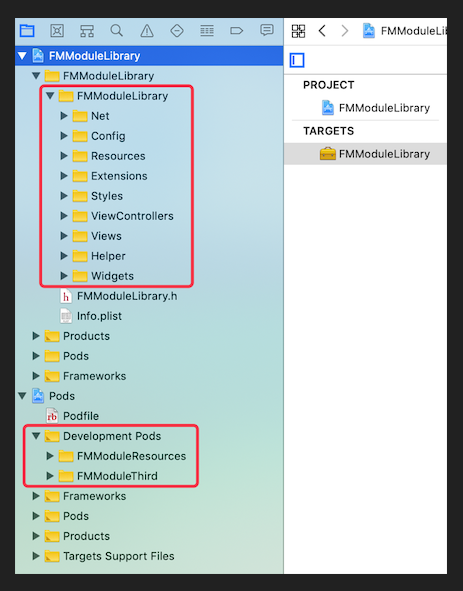 FMModuleLibrary
FMModuleLibrary
FMModuleLibrary
Net
Config
Resources
Extensions
Styles
ViewControllers
Views
Helper
Widgets
h FMModuleLibrary.h
Info.plist
Products
Pods
Frameworks
Pods
rb Podfile
Development Pods
FMModuleResources
FMModuleThird
Frameworks
Pods
Products
Targets Support Files
FMModuleLi
PROJECT
FMModuleLibrary
TARGETS
FMModuleLibrary